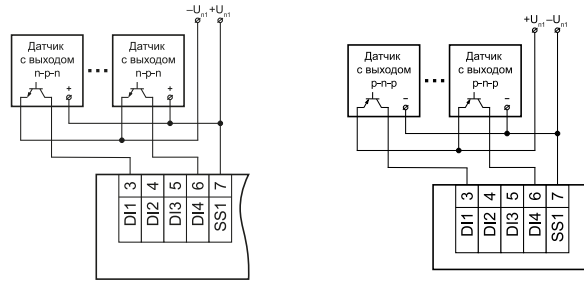 –Uп1 +Uп1
Датчик
с выходом
n-p-n
+
...
Датчик
с выходом
n-p-n
+
3 4 5 6 7
DI1 DI2 DI3 DI4 SS1
+Uп1 –Uп1
Датчик
с выходом
p-n-p
–
...
Датчик
с выходом
p-n-p
–
3 4 5 6 7
DI1 DI2 DI3 DI4 SS1